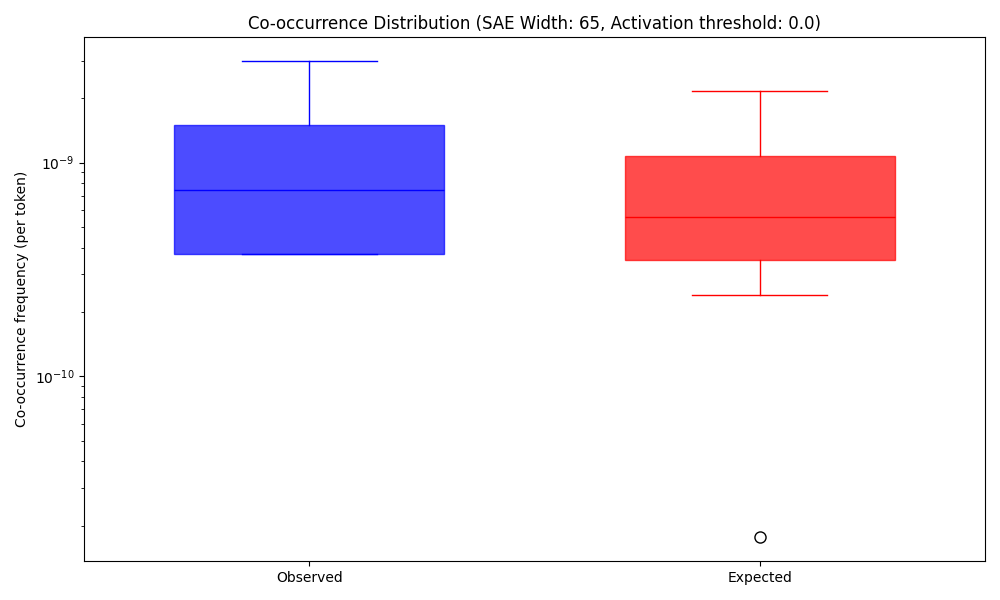 Co-occurrence Distribution (SAE Width: 65, Activation threshold: 0.0)
Co-occurrence frequency (per token)
10⁻⁹
10⁻¹⁰
Observed
Expected